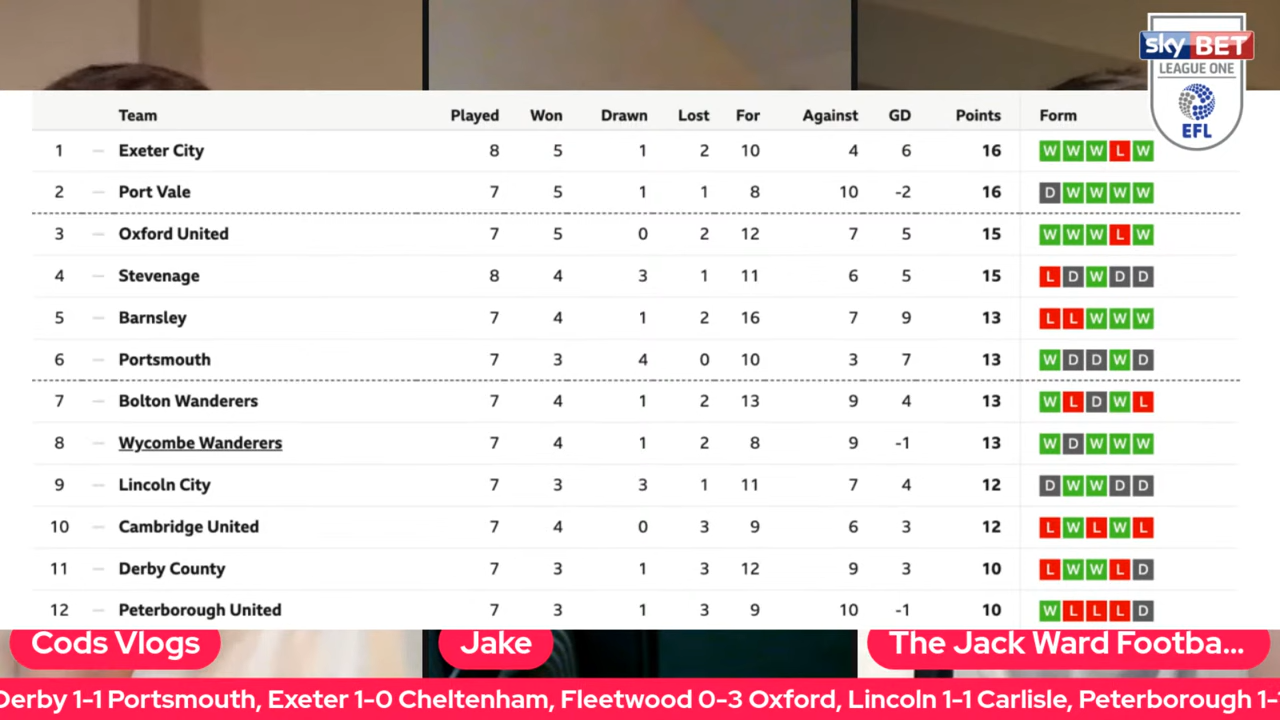 sky BET
LEAGUE ONE
EFL
Team Played Won Drawn Lost For Against GD Points Form
1 Exeter City 8 5 1 2 10 4 6 16 W W W L W
2 Port Vale 7 5 1 1 8 10 -2 16 D W W W W
3 Oxford United 7 5 0 2 12 7 5 15 W W W L W
4 Stevenage 8 4 3 1 11 6 5 15 L D W D D
5 Barnsley 7 4 1 2 16 7 9 13 L L W W W
6 Portsmouth 7 3 4 0 10 3 7 13 W D D W D
7 Bolton Wanderers 7 4 1 2 13 9 4 13 W L D W L
8 Wycombe Wanderers 7 4 1 2 8 9 -1 13 W D W W W
9 Lincoln City 7 3 3 1 11 7 4 12 D W W D D
10 Cambridge United 7 4 0 3 9 6 3 12 L W L W L
11 Derby County 7 3 1 3 12 9 3 10 L W W L D
12 Peterborough United 7 3 1 3 9 10 -1 10 W L L L D
Cods Vlogs Jake The Jack Ward Footba...
Derby 1-1 Portsmouth, Exeter 1-0 Cheltenham, Fleetwood 0-3 Oxford, Lincoln 1-1 Carlisle, Peterborough 1-